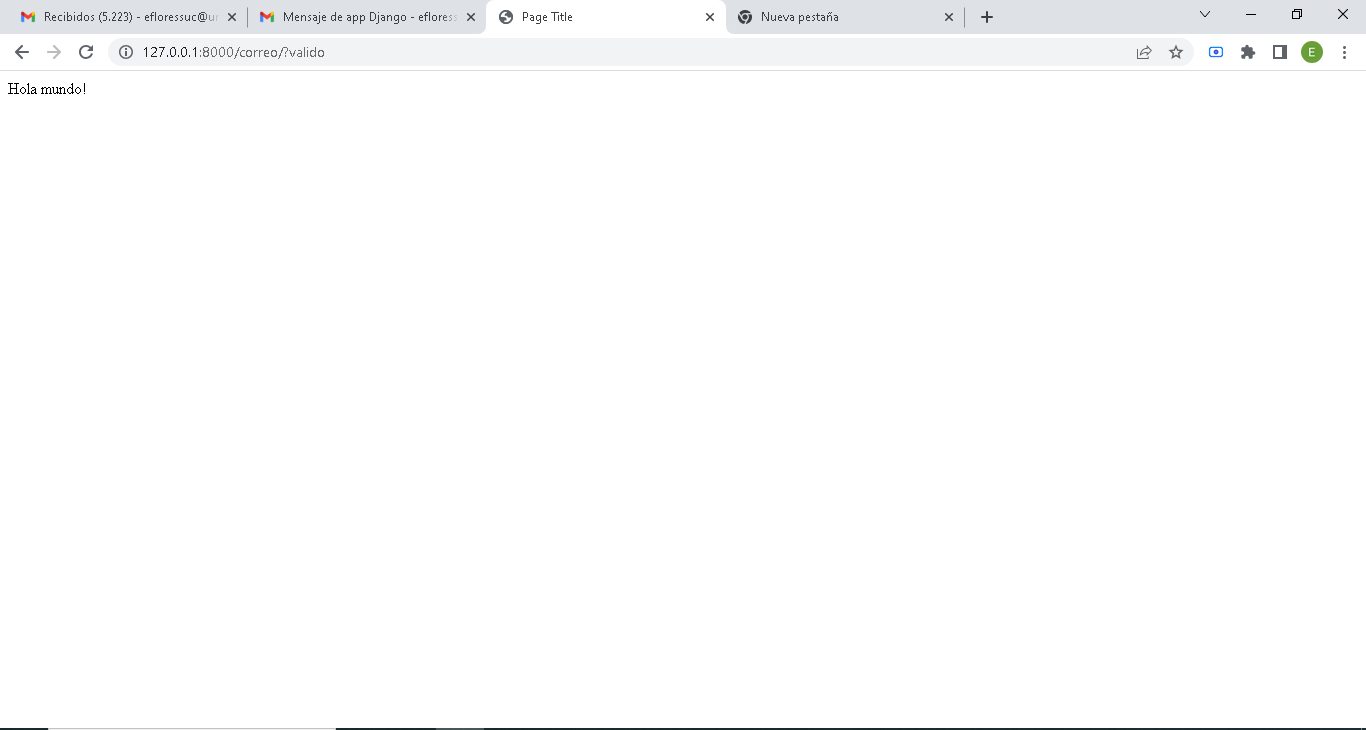 Recibidos (5.223) - efloressuc@ur
Mensaje de app Django - efloress
Page Title
Nueva pestaña
127.0.0.1:8000/correo/?valido
E
Hola mundo!